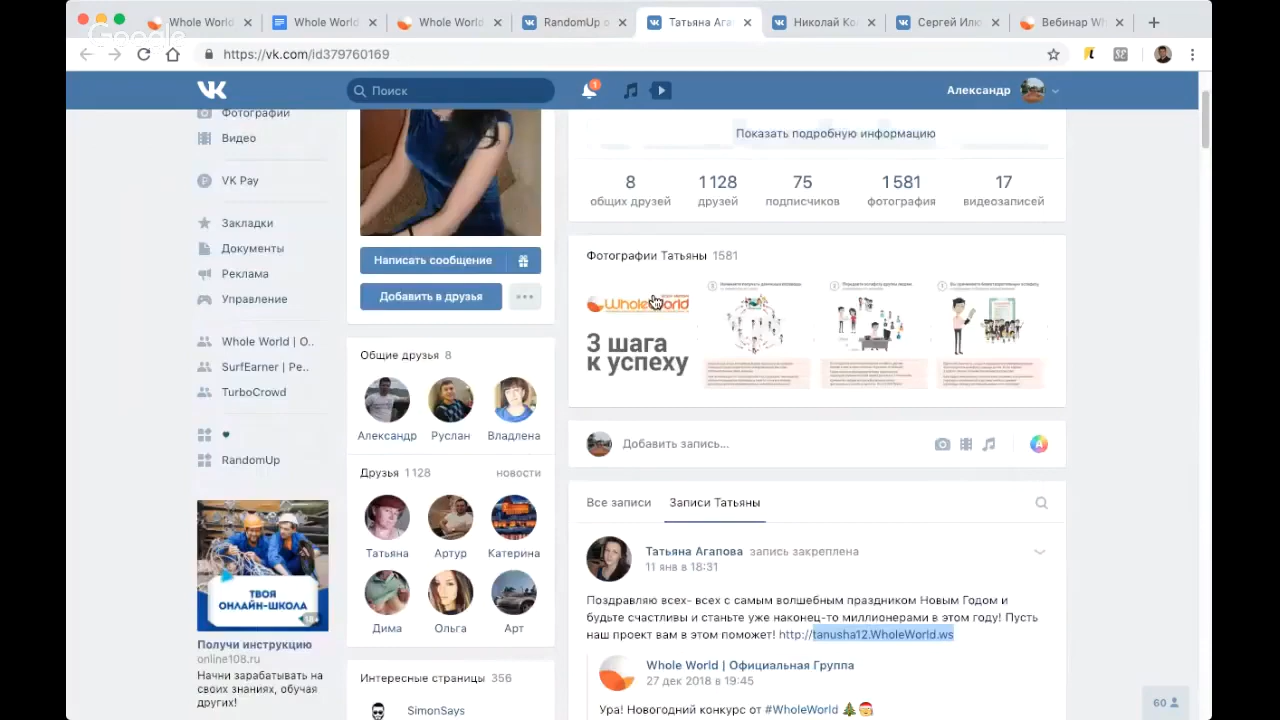 Whole World
Whole World
Whole World
RandomUp о
Татьяна Ага
Николай Ко
Сергей Илю
Вебинар Wh
Google
https://vk.com/id379760169
Поиск
1
Александр
Фотографии
Видео
VK Pay
Закладки
Документы
Реклама
Управление
Whole World | О..
SurfEarner | Ре..
TurboCrowd
RandomUp
ТВОЯ
ОНЛАЙН-ШКОЛА
Получи инструкцию
online108.ru
Начни зарабатывать на
своих знаниях, обучая
других!
Написать сообщение
Добавить в друзья
Общие друзья 8
Александр Руслан Владлена
Друзья 1 128 новости
Татьяна Артур Катерина
Дима Ольга Арт
Интересные страницы 356
SimonSays
Показать подробную информацию
8 1 128 75 1 581 17
общих друзей друзей подписчиков фотография видеозаписей
Фотографии Татьяны 1581
WholeWorld
3 шага
к успеху
Добавить запись...
Все записи Записи Татьяны
Татьяна Агапова запись закреплена
11 янв в 18:31
Поздравляю всех- всех с самым волшебным праздником Новым Годом и
будьте счастливы и станьте уже наконец-то миллионерами в этом году! Пусть
наш проект вам в этом поможет! http://tanusha12.WholeWorld.ws
Whole World | Официальная Группа
27 дек 2018 в 19:45
Ура! Новогодний конкурс от #WholeWorld
60